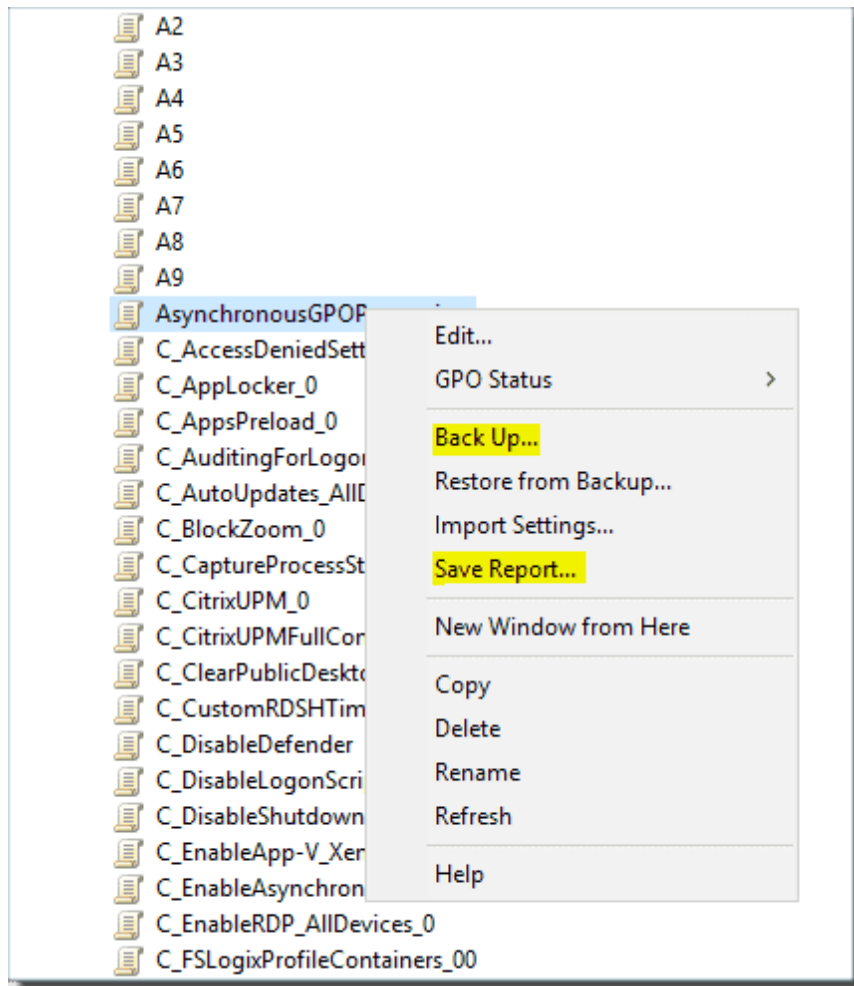 A2
A3
A4
A5
A6
A7
A8
A9
AsynchronousGPOP
C_AccessDeniedSett
C_AppLocker_0
C_AppsPreload_0
C_AuditingForLogo
C_AutoUpdates_All
C_BlockZoom_0
C_CaptureProcessSt
C_CitrixUPM_0
C_CitrixUPMFullCon
C_ClearPublicDeskto
C_CustomRDSHTim
C_DisableDefender
C_DisableLogonScri
C_DisableShutdown
C_EnableApp-V_Xer
C_EnableAsynchron
C_EnableRDP_AllDevices_0
C_FSLogixProfileContainers_00
Edit...
GPO Status
Back Up...
Restore from Backup...
Import Settings...
Save Report...
New Window from Here
Copy
Delete
Rename
Refresh
Help